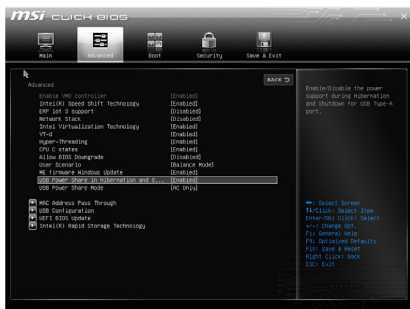 msi CLICK BIOS
Main
Advanced
Boot
Security
Save & Exit
BACK
Advanced
Enable VMD controller [Enabled]
Intel(R) Speed Shift Technology [Enabled]
ERP lot 3 support [Disabled]
Network Stack [Disabled]
Intel Virtualization Technology [Enabled]
VT-d [Enabled]
Hyper-Threading [Enabled]
CPU C states [Enabled]
Allow BIOS Downgrade [Disabled]
User Scenario [Balance Mode]
ME firmware Windows Update [Enabled]
USB Power Share in Hibernation and S... [Enabled]
USB Power Share Mode [AC Only]
MAC Address Pass Through
USB Configuration
UEFI BIOS Update
Intel(R) Rapid Storage Technology
Enable/Disable the power
support during Hibernation
and Shutdown for USB Type-A
port.
↔: Select Screen
↑↓/Click: Select Item
Enter/Dbl Click: Select
+/-: Change Opt.
F1: General Help
F9: Optimized Defaults
F10: Save & Reset
Right Click: Back
ESC: Exit